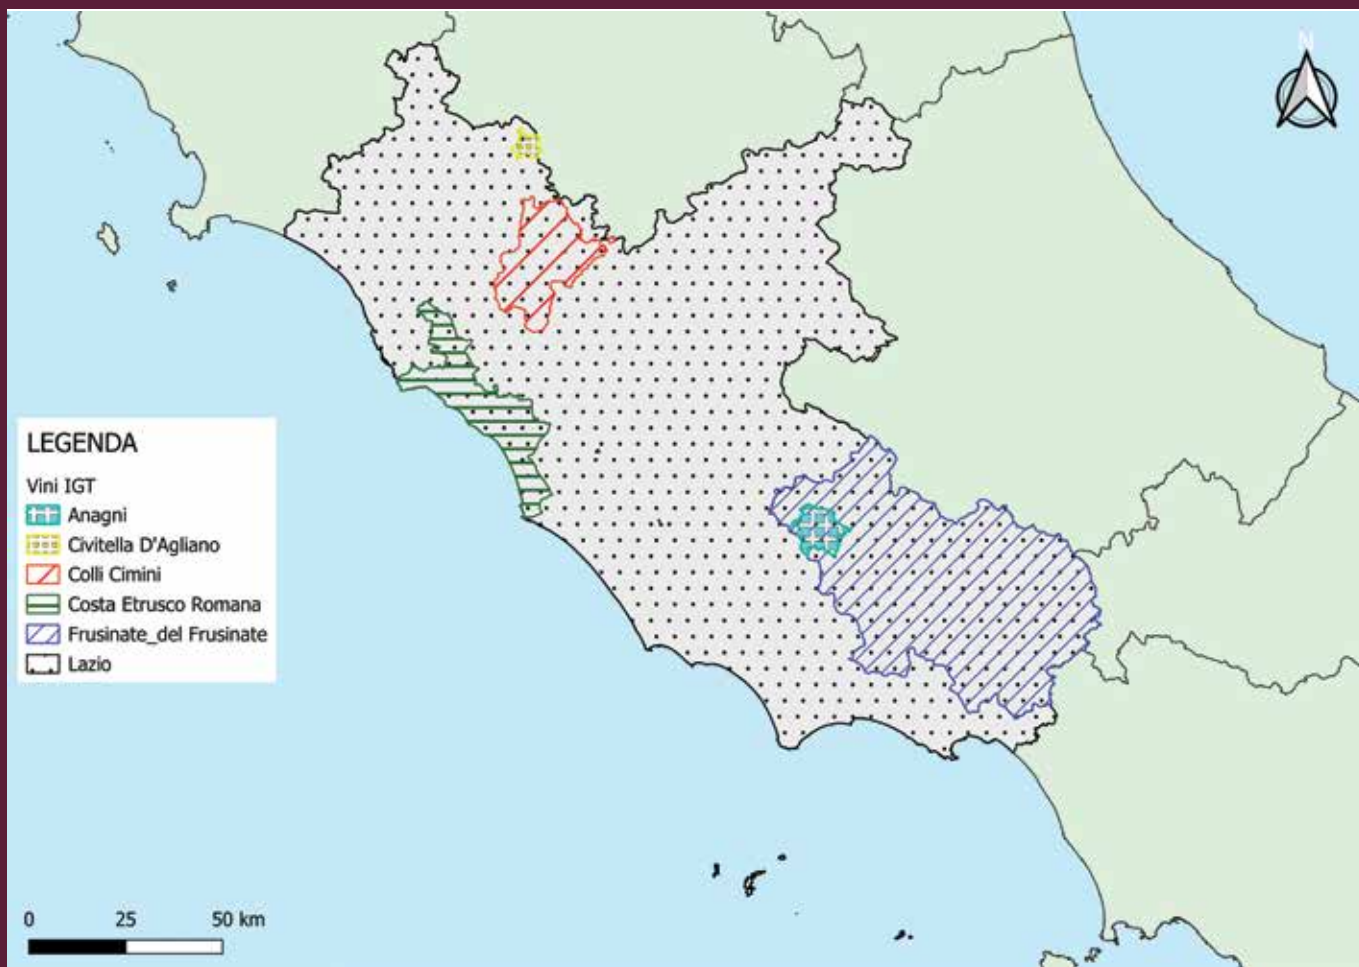 N
LEGENDA
Vini IGT
Anagni
Civitella D'Agliano
Colli Cimini
Costa Etrusco Romana
Frusinate_del Frusinate
Lazio
0 25 50 km